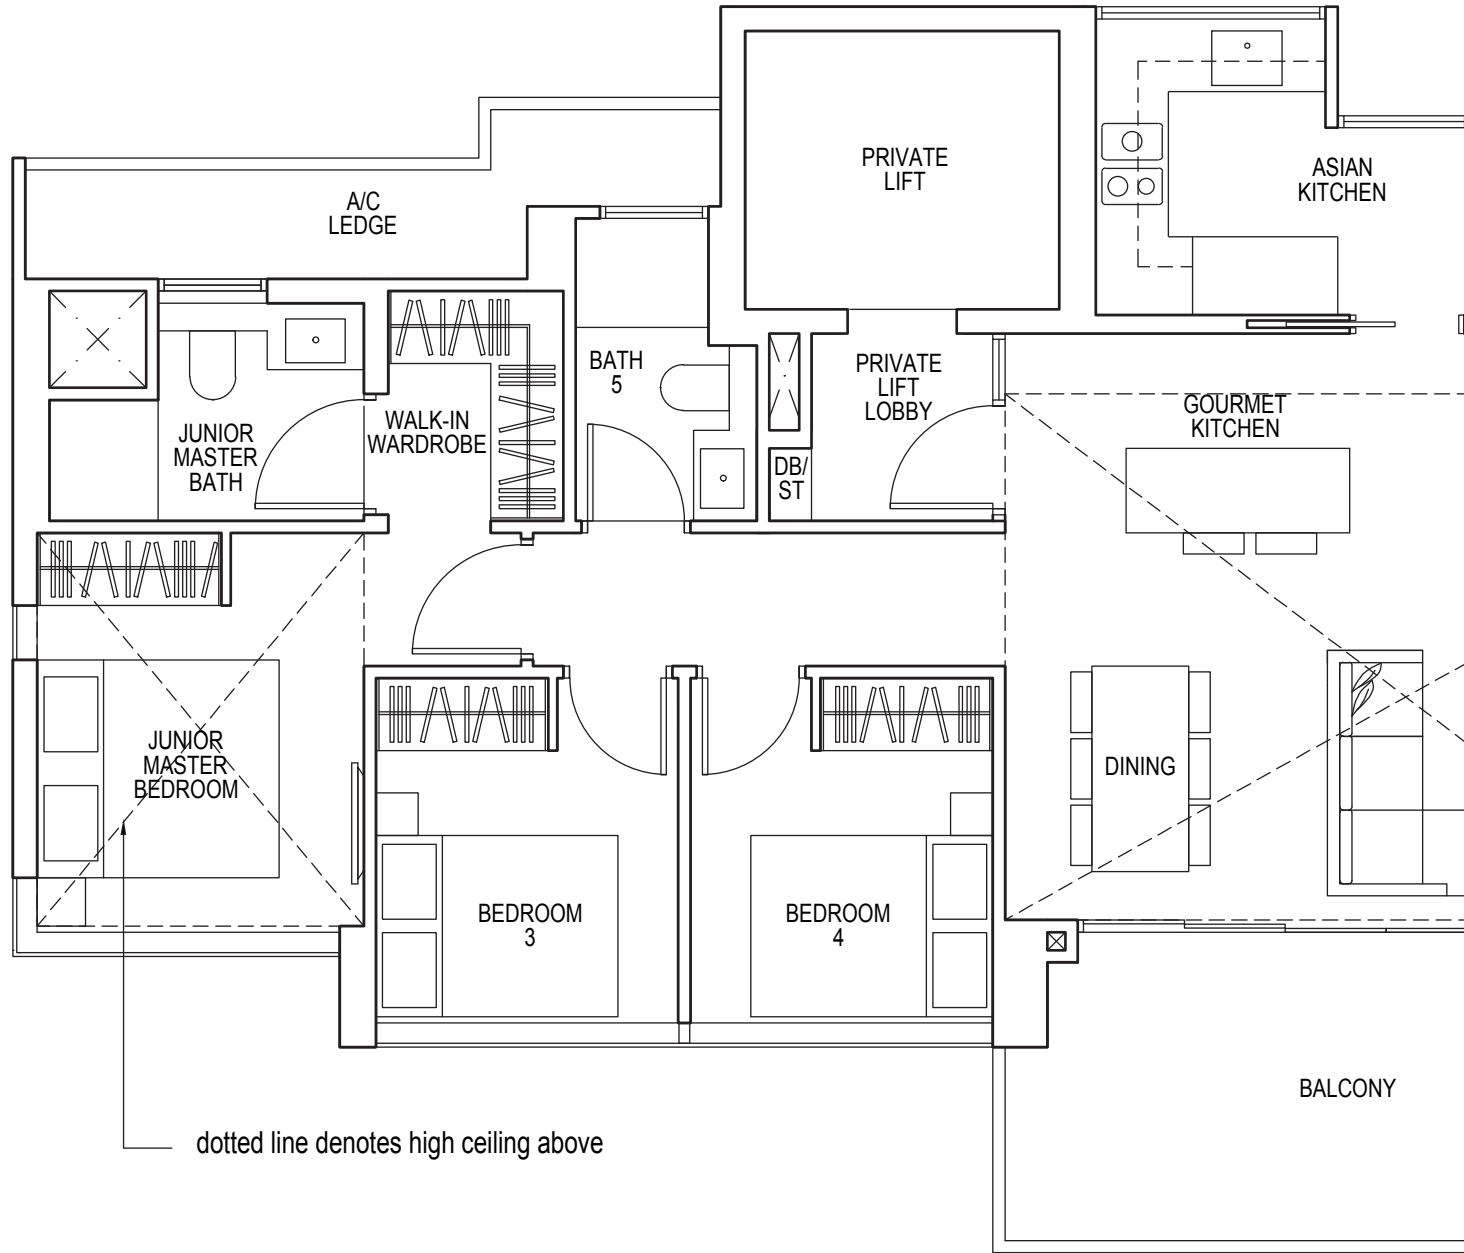 PRIVATE
LIFT
ASIAN
KITCHEN
A/C
LEDGE
BATH
5
PRIVATE
LIFT
LOBBY
GOURMET
KITCHEN
WALK-IN
WARDROBE
JUNIOR
MASTER
BATH
DB/
ST
JUNIOR
MASTER
BEDROOM
DINING
BEDROOM
3
BEDROOM
4
BALCONY
dotted line denotes high ceiling above